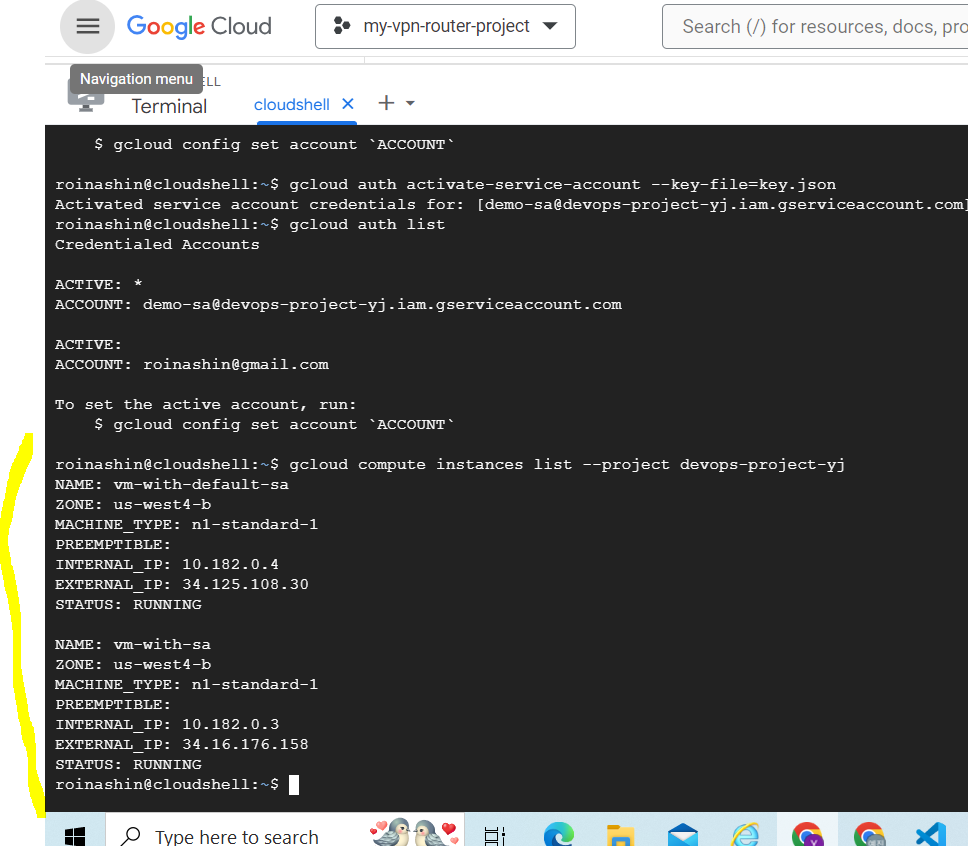 Google Cloud
my-vpn-router-project
Search (/) for resources, docs, pro
Navigation menu
ELL
Terminal
cloudshell
$ gcloud config set account `ACCOUNT`
roinashin@cloudshell:~$ gcloud auth activate-service-account --key-file=key.json
Activated service account credentials for: [demo-sa@devops-project-yj.iam.gserviceaccount.com]
roinashin@cloudshell:~$ gcloud auth list
Credentialed Accounts
ACTIVE: *
ACCOUNT: demo-sa@devops-project-yj.iam.gserviceaccount.com
ACTIVE:
ACCOUNT: roinashin@gmail.com
To set the active account, run:
$ gcloud config set account `ACCOUNT`
roinashin@cloudshell:~$ gcloud compute instances list --project devops-project-yj
NAME: vm-with-default-sa
ZONE: us-west4-b
MACHINE_TYPE: n1-standard-1
PREEMPTIBLE:
INTERNAL_IP: 10.182.0.4
EXTERNAL_IP: 34.125.108.30
STATUS: RUNNING
NAME: vm-with-sa
ZONE: us-west4-b
MACHINE_TYPE: n1-standard-1
PREEMPTIBLE:
INTERNAL_IP: 10.182.0.3
EXTERNAL_IP: 34.16.176.158
STATUS: RUNNING
roinashin@cloudshell:~$
Type here to search